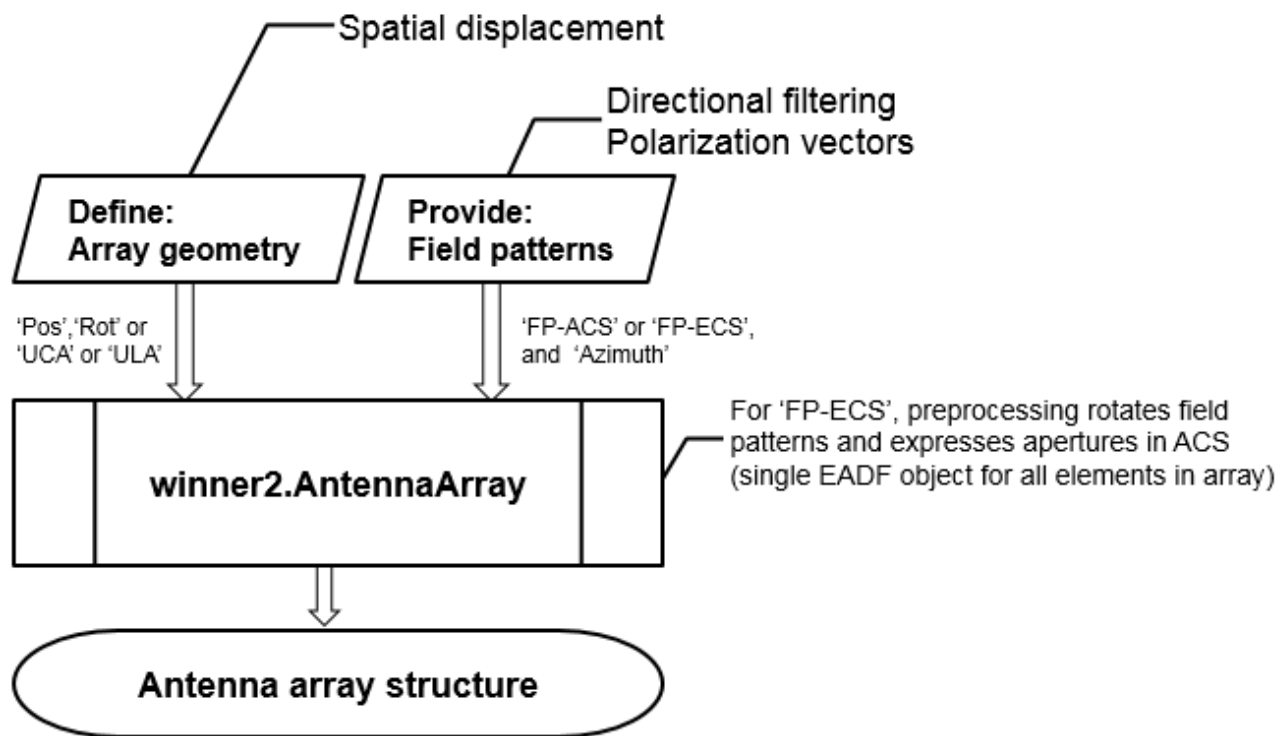 Spatial displacement
Directional filtering
Polarization vectors
Define:
Array geometry
Provide:
Field patterns
‘Pos’,‘Rot’ or
‘UCA’ or ‘ULA’
‘FP-ACS’ or ‘FP-ECS’,
and ‘Azimuth’
winner2.AntennaArray
For ‘FP-ECS’, preprocessing rotates field
patterns and expresses apertures in ACS
(single EADF object for all elements in array)
Antenna array structure